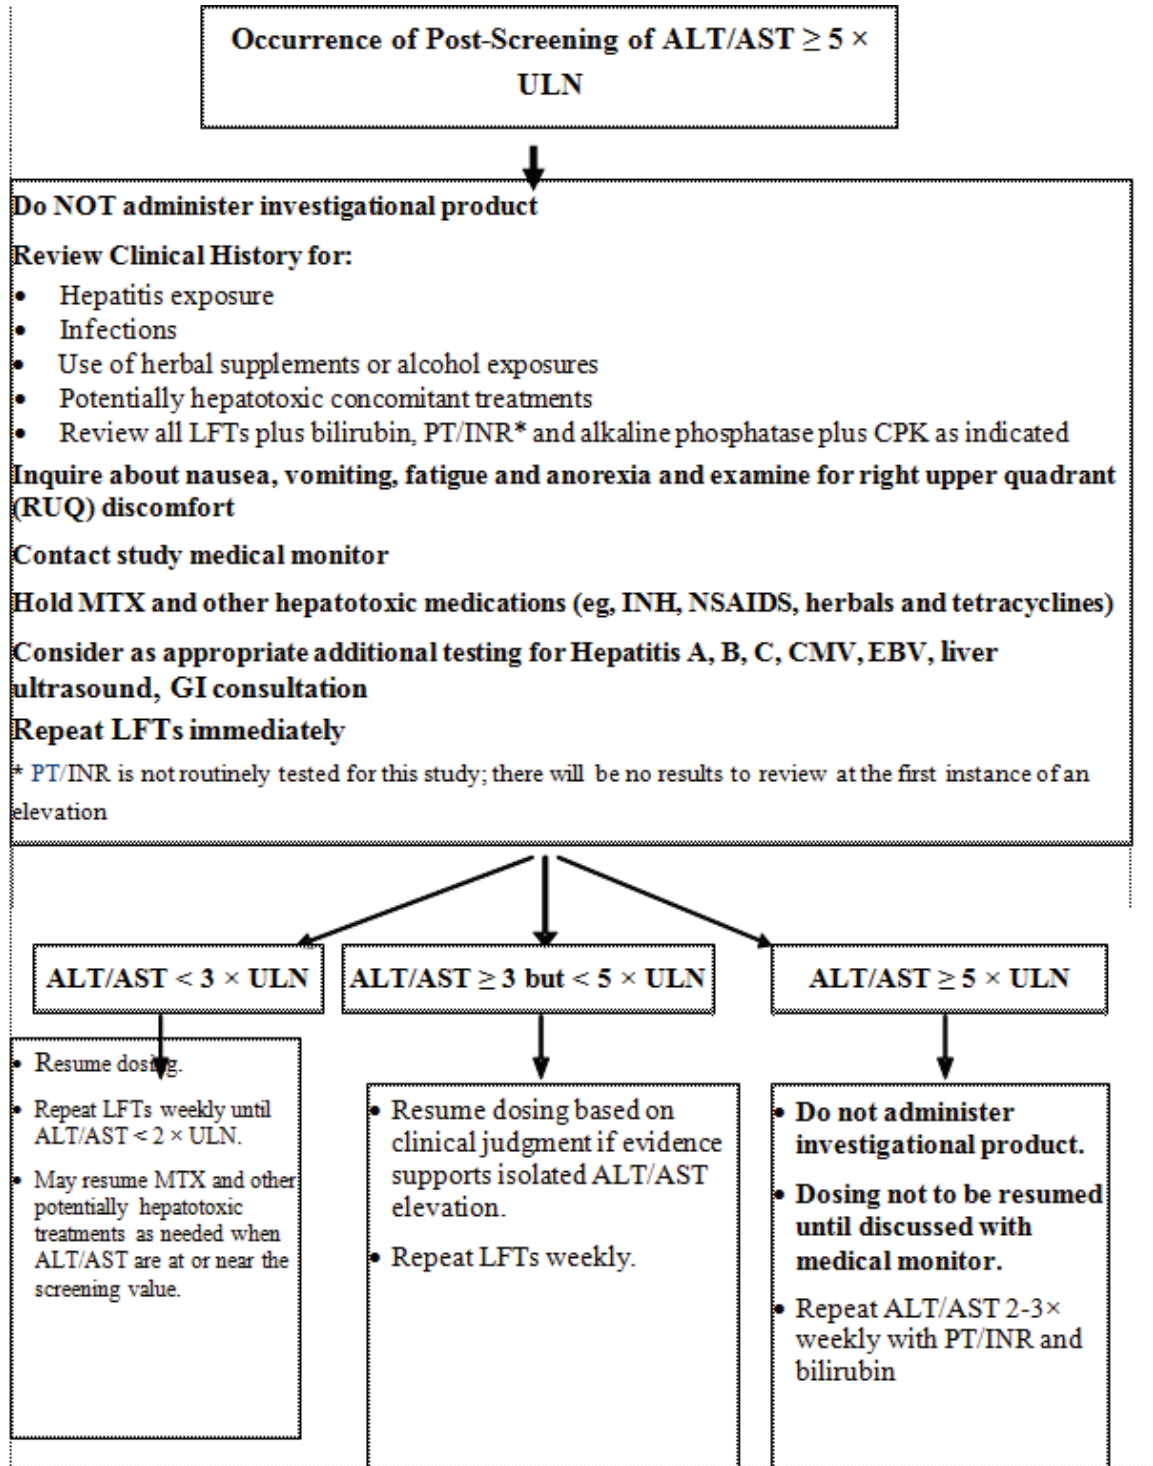 Occurrence of Post-Screening of ALT/AST ≥ 5 ×
ULN
Do NOT administer investigational product
Review Clinical History for:
• Hepatitis exposure
• Infections
• Use of herbal supplements or alcohol exposures
• Potentially hepatotoxic concomitant treatments
• Review all LFTs plus bilirubin, PT/INR* and alkaline phosphatase plus CPK as indicated
Inquire about nausea, vomiting, fatigue and anorexia and examine for right upper quadrant
(RUQ) discomfort
Contact study medical monitor
Hold MTX and other hepatotoxic medications (eg, INH, NSAIDS, herbals and tetracyclines)
Consider as appropriate additional testing for Hepatitis A, B, C, CMV, EBV, liver
ultrasound, GI consultation
Repeat LFTs immediately
* PT/INR is not routinely tested for this study; there will be no results to review at the first instance of an
elevation
ALT/AST < 3 × ULN
• Resume dosing.
• Repeat LFTs weekly until
ALT/AST < 2 × ULN.
• May resume MTX and other
potentially hepatotoxic
treatments as needed when
ALT/AST are at or near the
screening value.
ALT/AST ≥ 3 but < 5 × ULN
• Resume dosing based on
clinical judgment if evidence
supports isolated ALT/AST
elevation.
• Repeat LFTs weekly.
ALT/AST ≥ 5 × ULN
• Do not administer
investigational product.
• Dosing not to be resumed
until discussed with
medical monitor.
• Repeat ALT/AST 2-3×
weekly with PT/INR and
bilirubin